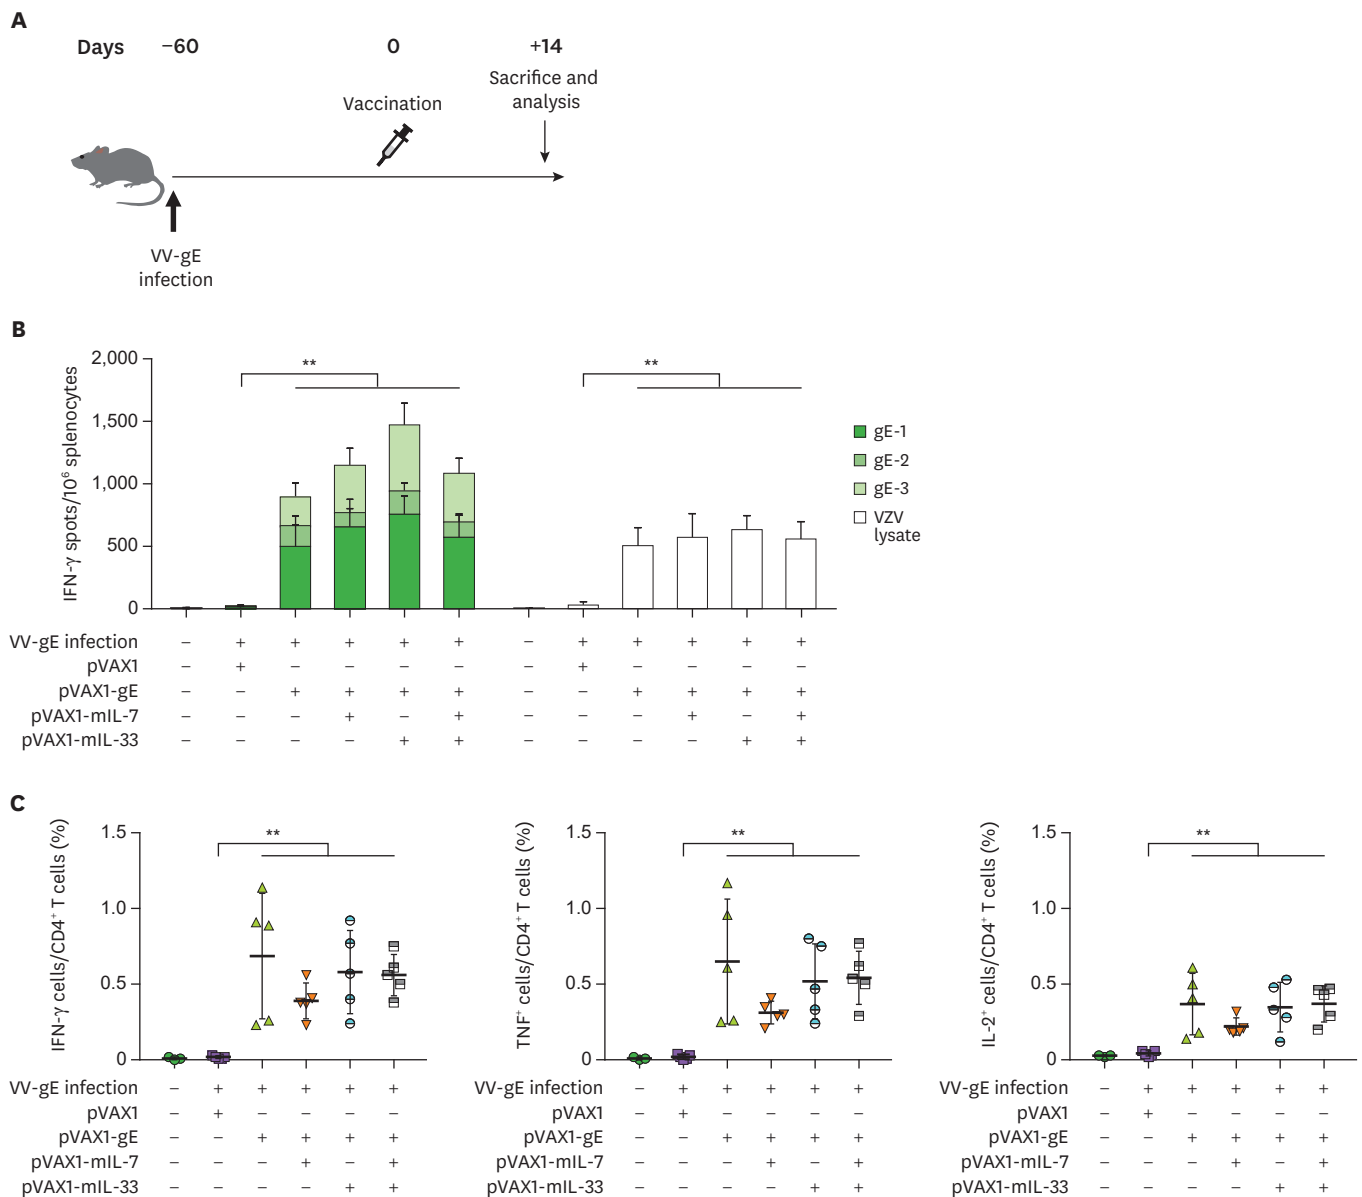 A
Days −60 0 +14
Sacrifice and
analysis
Vaccination
VV-gE
infection
B
IFN-γ spots/10⁶ splenocytes
2,000
1,500
1,000
500
0
** **
gE-1
gE-2
gE-3
VZV
lysate
VV-gE infection − + + + + + − + + + + +
pVAX1 − + − − − − − + − − − −
pVAX1-gE − − + + + + − − + + + +
pVAX1-mIL-7 − − − + − + − − − + − +
pVAX1-mIL-33 − − − − + + − − − − + +
C
IFN-γ⁺ cells/CD4⁺ T cells (%)
1.5
1.0
0.5
0
**
VV-gE infection − + + + + +
pVAX1 − + − − − −
pVAX1-gE − − + + + +
pVAX1-mIL-7 − − − + − +
pVAX1-mIL-33 − − − − + +
TNF⁺ cells/CD4⁺ T cells (%)
1.5
1.0
0.5
0
**
VV-gE infection − + + + + +
pVAX1 − + − − − −
pVAX1-gE − − + + + +
pVAX1-mIL-7 − − − + − +
pVAX1-mIL-33 − − − − + +
IL-2⁺ cells/CD4⁺ T cells (%)
1.5
1.0
0.5
0
**
VV-gE infection − + + + + +
pVAX1 − + − − − −
pVAX1-gE − − + + + +
pVAX1-mIL-7 − − − + − +
pVAX1-mIL-33 − − − − + +